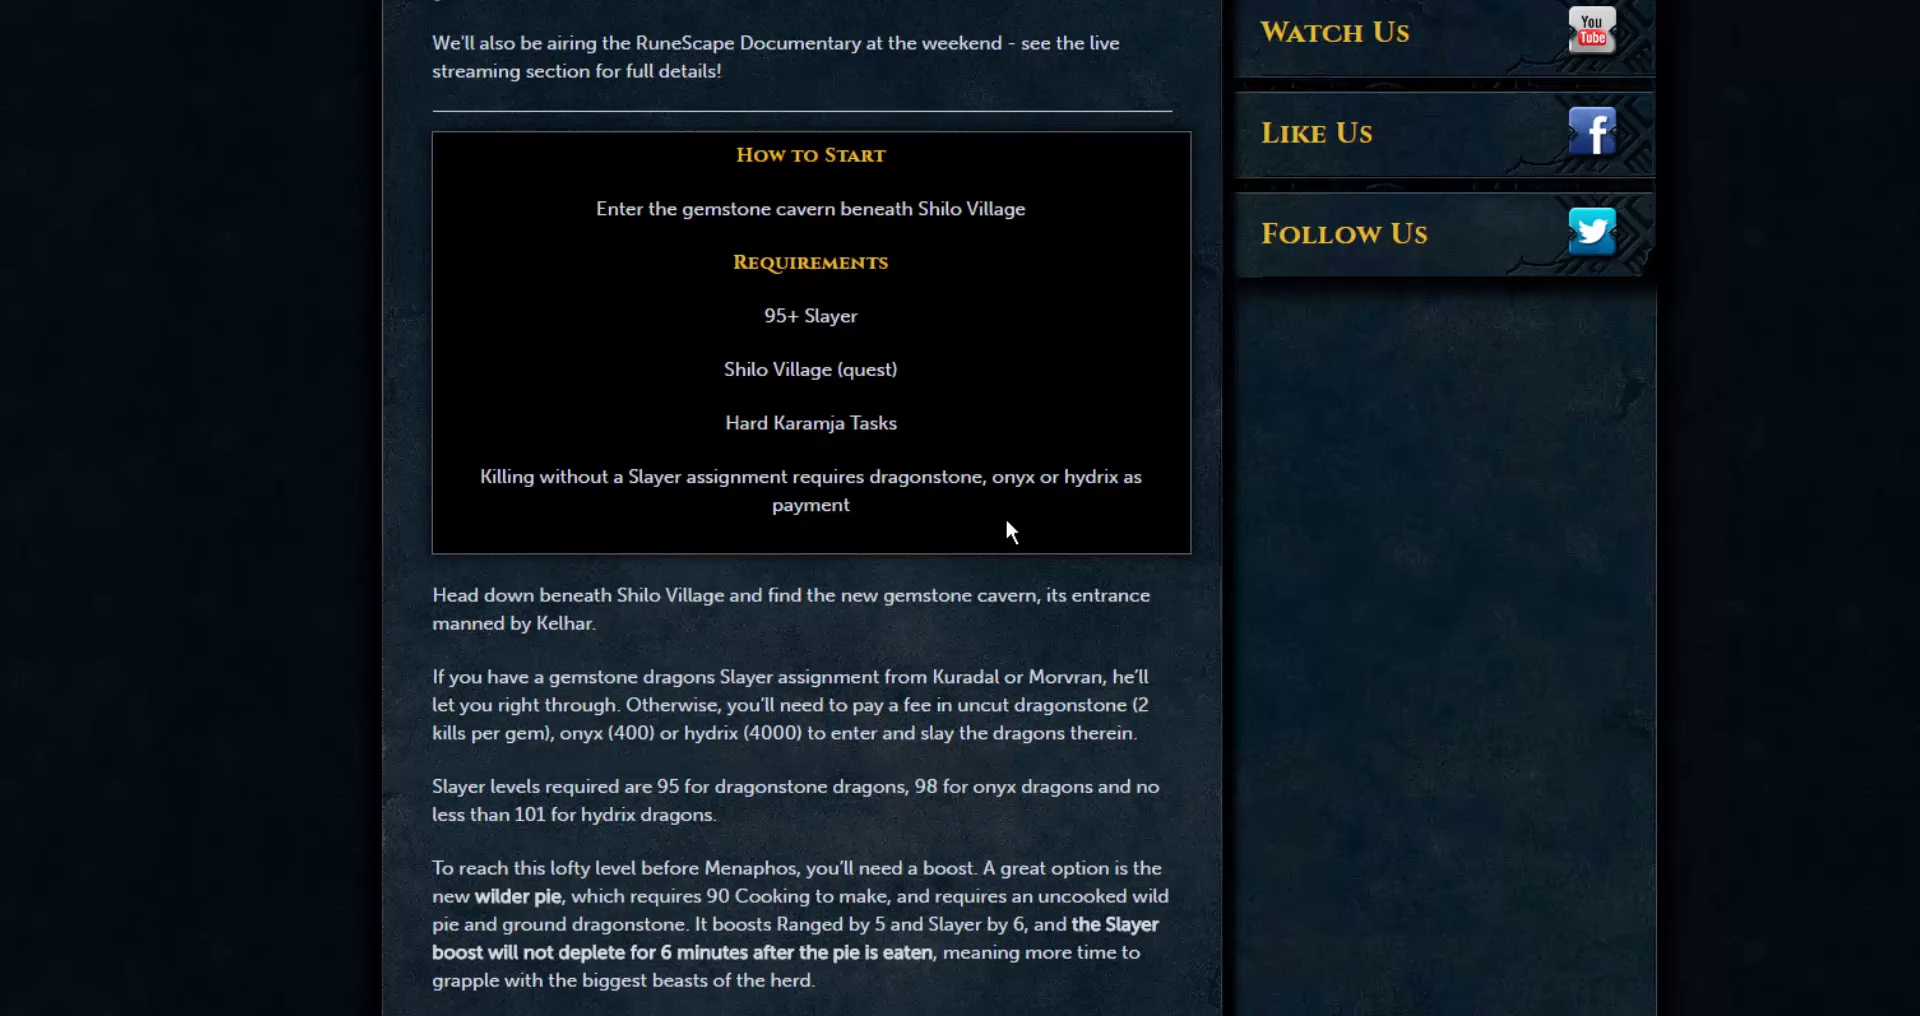 We'll also be airing the RuneScape Documentary at the weekend - see the live
streaming section for full details!
How to Start
Enter the gemstone cavern beneath Shilo Village
Requirements
95+ Slayer
Shilo Village (quest)
Hard Karamja Tasks
Killing without a Slayer assignment requires dragonstone, onyx or hydrix as
payment
Head down beneath Shilo Village and find the new gemstone cavern, its entrance
manned by Kelhar.
If you have a gemstone dragons Slayer assignment from Kuradal or Morvran, he'll
let you right through. Otherwise, you'll need to pay a fee in uncut dragonstone (2
kills per gem), onyx (400) or hydrix (4000) to enter and slay the dragons therein.
Slayer levels required are 95 for dragonstone dragons, 98 for onyx dragons and no
less than 101 for hydrix dragons.
To reach this lofty level before Menaphos, you'll need a boost. A great option is the
new wilder pie, which requires 90 Cooking to make, and requires an uncooked wild
pie and ground dragonstone. It boosts Ranged by 5 and Slayer by 6, and the Slayer
boost will not deplete for 6 minutes after the pie is eaten, meaning more time to
grapple with the biggest beasts of the herd.
Watch Us
You
Tube
Like Us
f
Follow Us